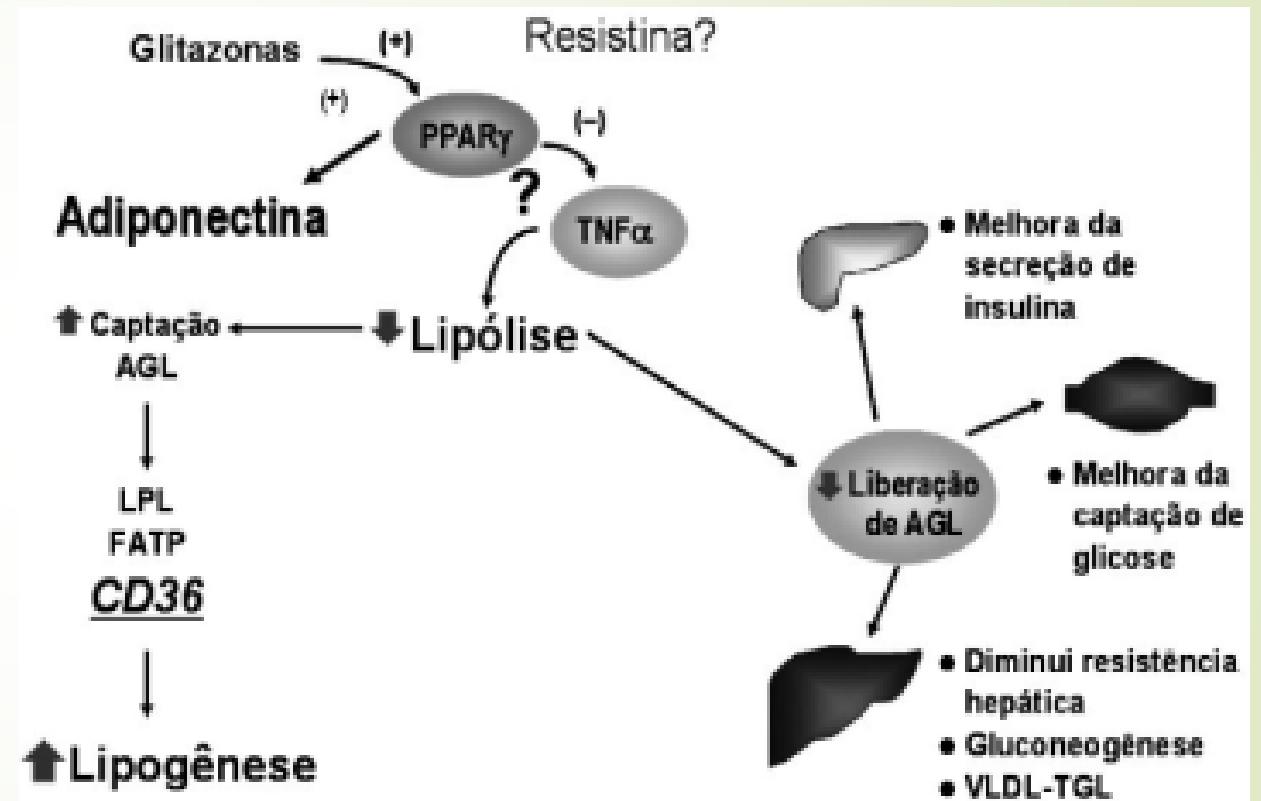 Glitazonas
(+)
Resistina?
(+)
PPARγ
(–)
?
Adiponectina
TNFα
● Melhora da
secreção de
insulina
Captação
AGL
Lipólise
Liberação
de AGL
● Melhora da
captação de
glicose
LPL
FATP
CD36
● Diminui resistência
hepática
● Gluconeogênese
● VLDL-TGL
Lipogênese